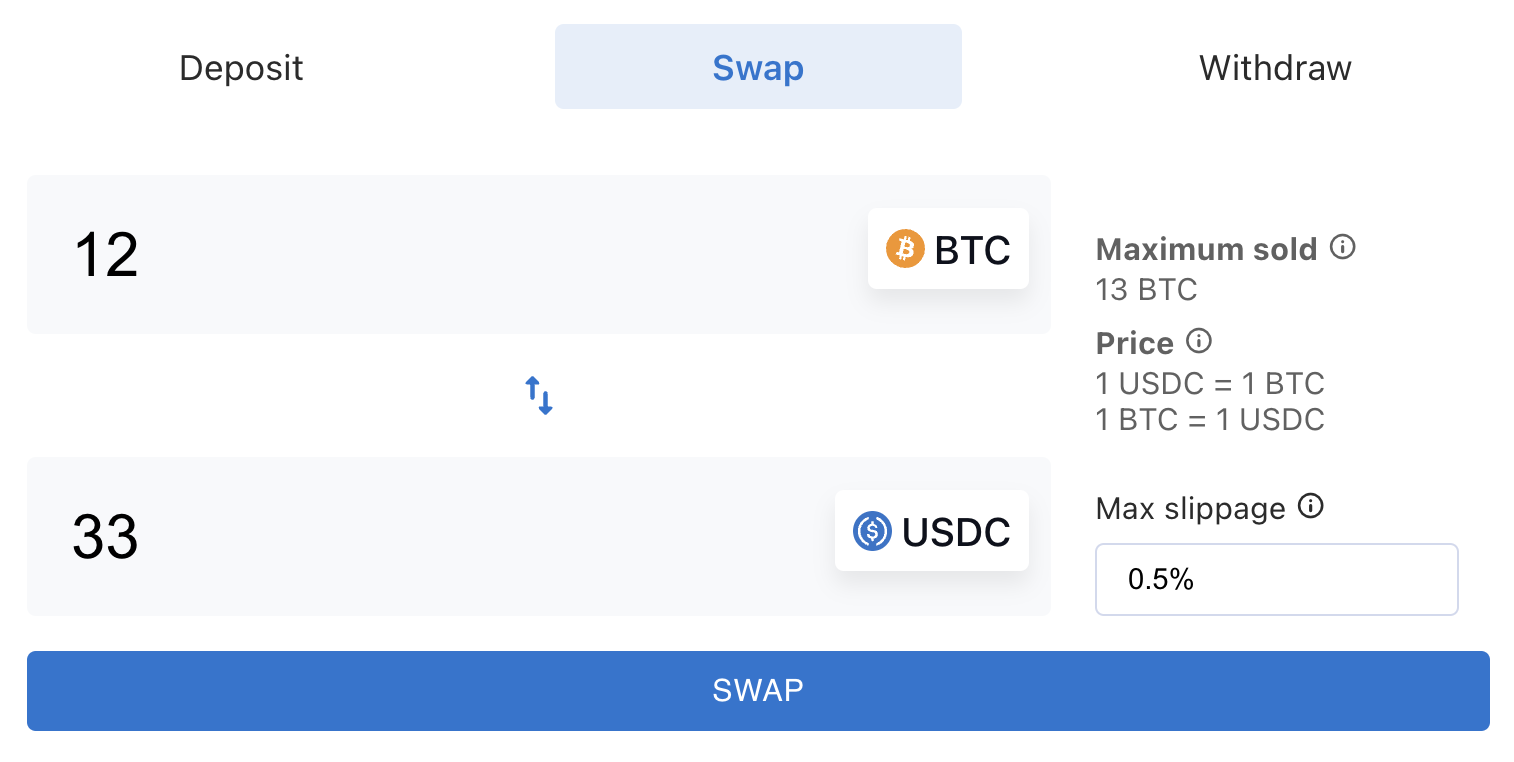 Deposit
Swap
Withdraw
12
BTC
Maximum sold
13 BTC
Price
1 USDC = 1 BTC
1 BTC = 1 USDC
33
USDC
Max slippage
0.5%
SWAP